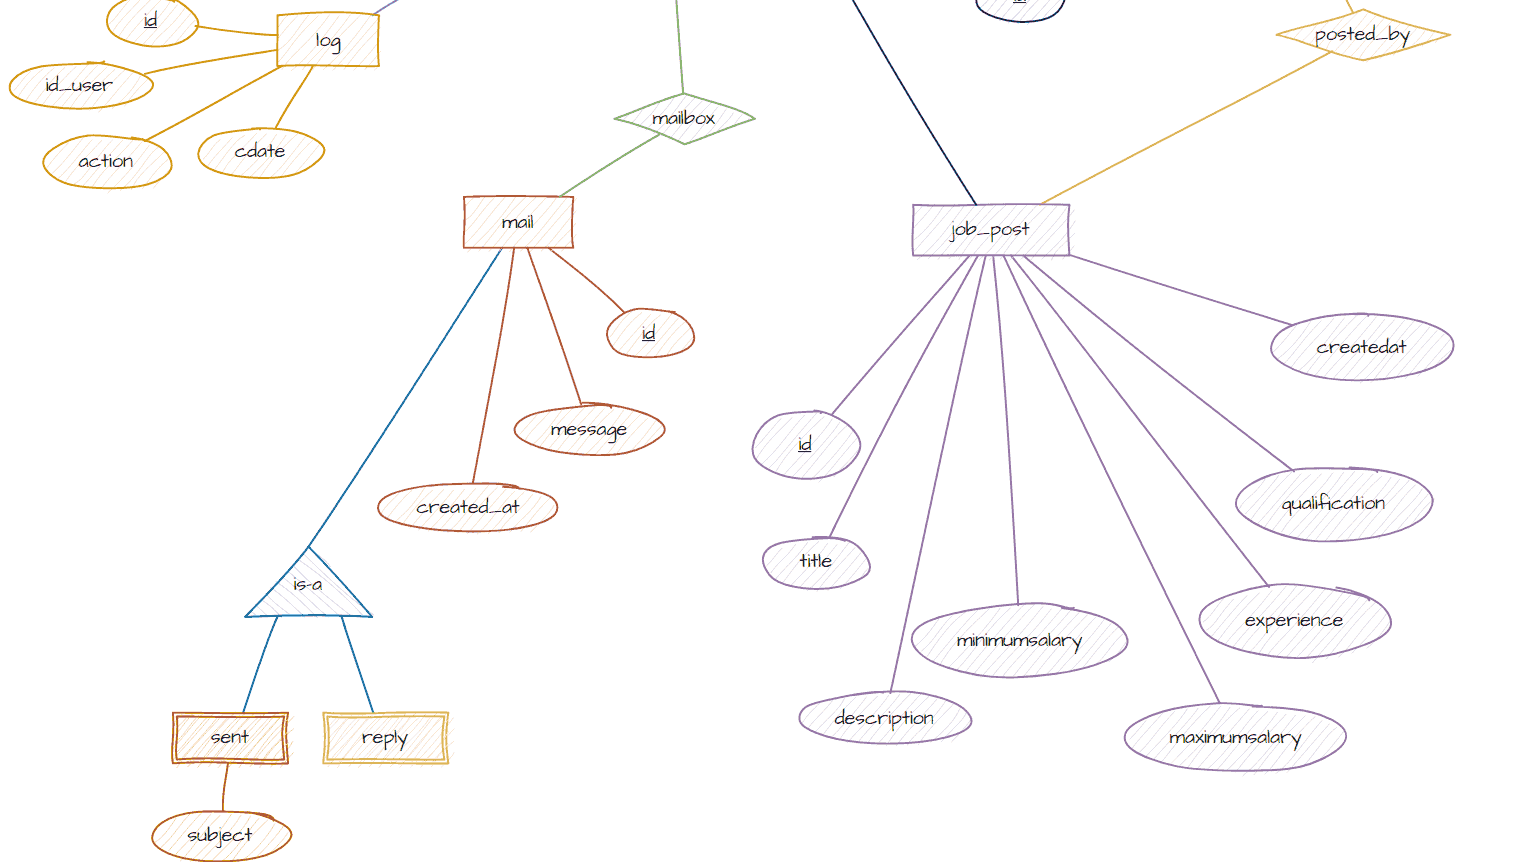 id
log
posted_by
id_user
mailbox
action
cdate
mail
job_post
id
createdat
message
id
qualification
created_at
title
is-a
experience
minimumsalary
description
sent
reply
maximumsalary
subject